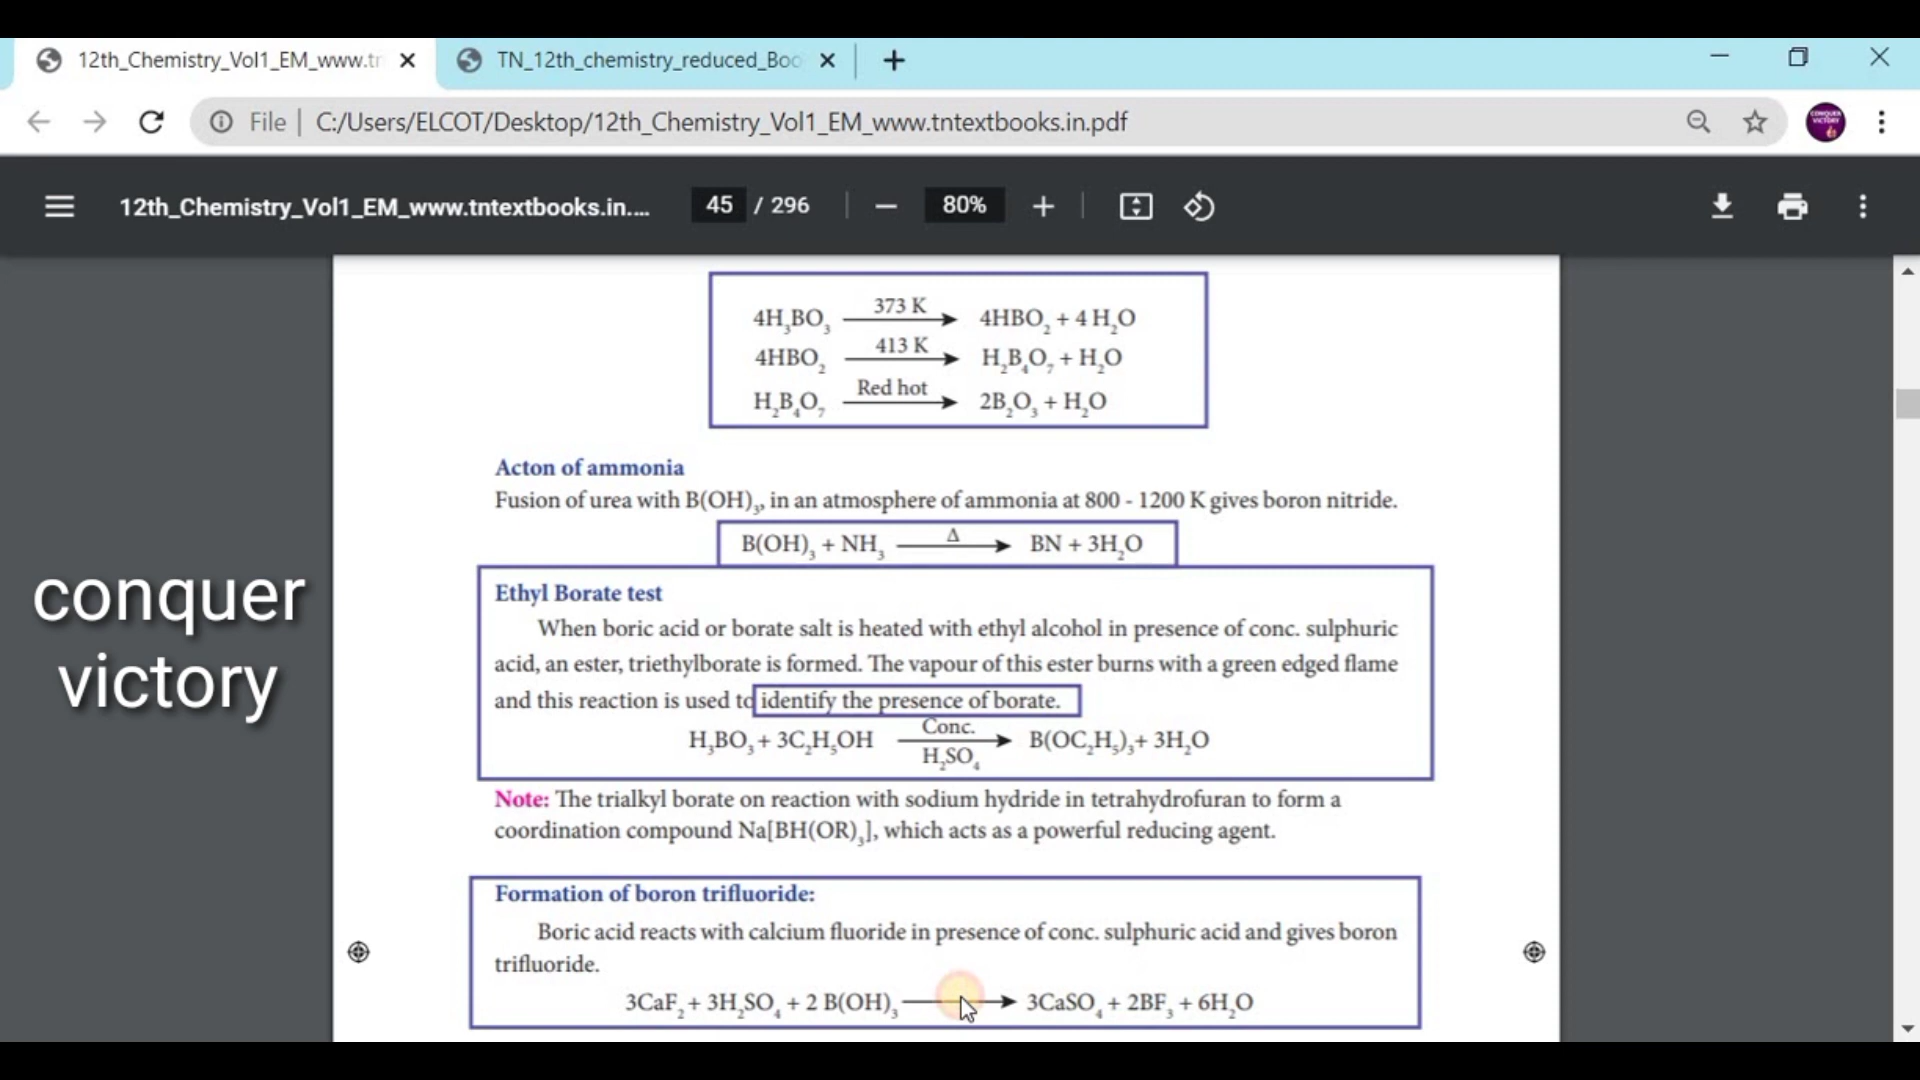 12th_Chemistry_Vol1_EM_www.tn
TN_12th_chemistry_reduced_Boo
File | C:/Users/ELCOT/Desktop/12th_Chemistry_Vol1_EM_www.tntextbooks.in.pdf
CONQUER
VICTORY
12th_Chemistry_Vol1_EM_www.tntextbooks.in.... 45 / 296 80%
4H₃BO₃ 373 K → 4HBO₂ + 4 H₂O
4HBO₂ 413 K → H₂B₄O₇ + H₂O
H₂B₄O₇ Red hot → 2B₂O₃ + H₂O
Acton of ammonia
Fusion of urea with B(OH)₃, in an atmosphere of ammonia at 800 - 1200 K gives boron nitride.
B(OH)₃ + NH₃ Δ → BN + 3H₂O
conquer
victory
Ethyl Borate test
When boric acid or borate salt is heated with ethyl alcohol in presence of conc. sulphuric
acid, an ester, triethylborate is formed. The vapour of this ester burns with a green edged flame
and this reaction is used to identify the presence of borate.
H₃BO₃ + 3C₂H₅OH Conc. H₂SO₄ → B(OC₂H₅)₃+ 3H₂O
Note: The trialkyl borate on reaction with sodium hydride in tetrahydrofuran to form a
coordination compound Na[BH(OR)₃], which acts as a powerful reducing agent.
Formation of boron trifluoride:
Boric acid reacts with calcium fluoride in presence of conc. sulphuric acid and gives boron
trifluoride.
3CaF₂ + 3H₂SO₄ + 2 B(OH)₃ → 3CaSO₄ + 2BF₃ + 6H₂O